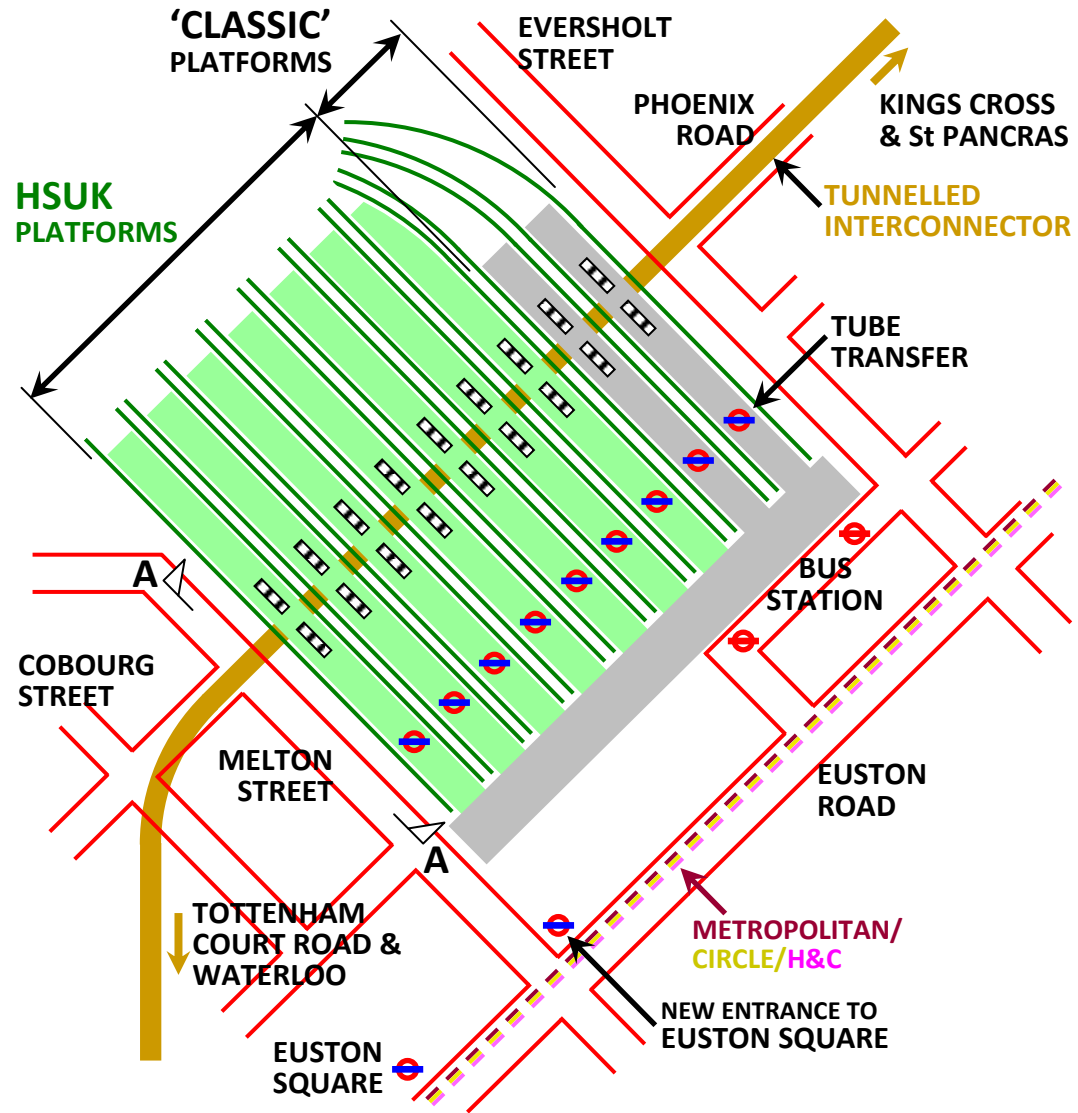 ‘CLASSIC’
PLATFORMS
EVERSHOLT
STREET
PHOENIX
ROAD
KINGS CROSS
& St PANCRAS
HSUK
PLATFORMS
TUNNELLED
INTERCONNECTOR
TUBE
TRANSFER
A
BUS
STATION
COBOURG
STREET
MELTON
STREET
EUSTON
ROAD
A
TOTTENHAM
COURT ROAD &
WATERLOO
METROPOLITAN/
CIRCLE/H&C
NEW ENTRANCE TO
EUSTON SQUARE
EUSTON
SQUARE